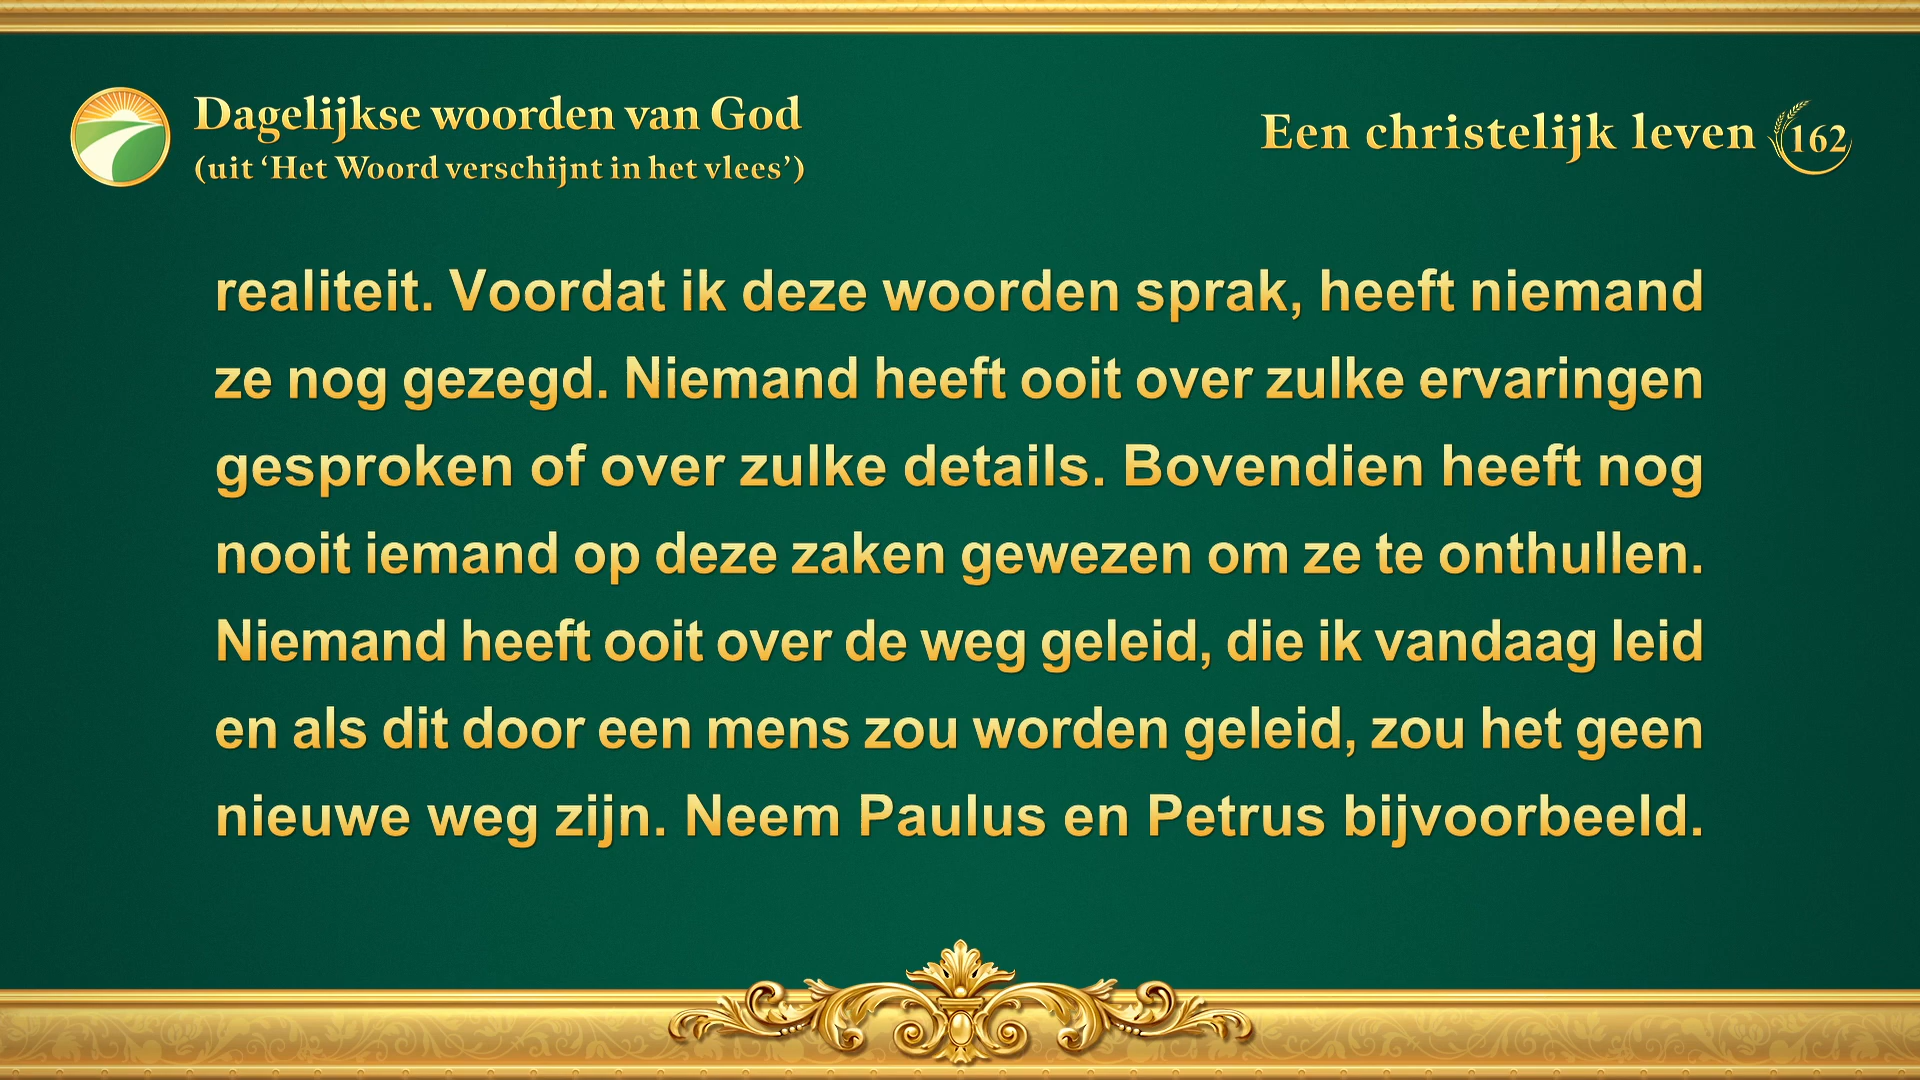 Dagelijkse woorden van God
(uit ‘Het Woord verschijnt in het vlees’)
Een christelijk leven 162
realiteit. Voordat ik deze woorden sprak, heeft niemand
ze nog gezegd. Niemand heeft ooit over zulke ervaringen
gesproken of over zulke details. Bovendien heeft nog
nooit iemand op deze zaken gewezen om ze te onthullen.
Niemand heeft ooit over de weg geleid, die ik vandaag leid
en als dit door een mens zou worden geleid, zou het geen
nieuwe weg zijn. Neem Paulus en Petrus bijvoorbeeld.